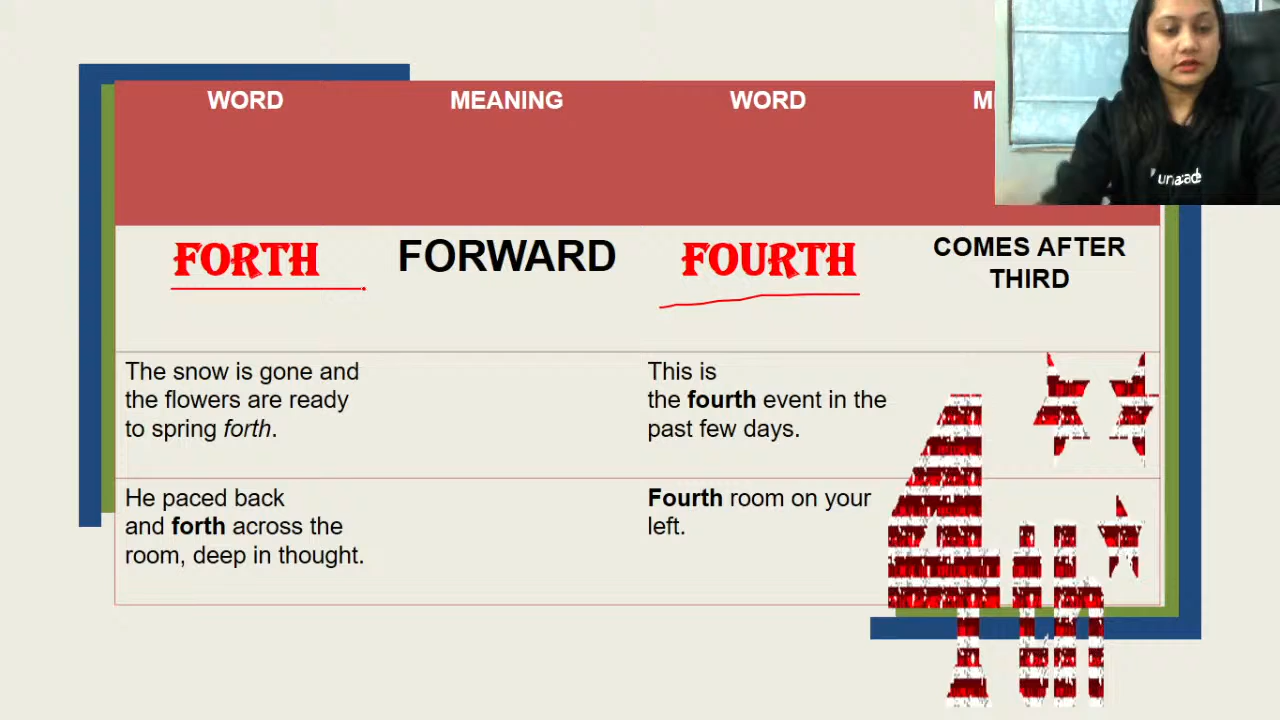 WORD MEANING WORD
FORTH FORWARD FOURTH COMES AFTER
THIRD
The snow is gone and
the flowers are ready
to spring forth.
This is
the fourth event in the
past few days.
He paced back
and forth across the
room, deep in thought.
Fourth room on your
left.
4th